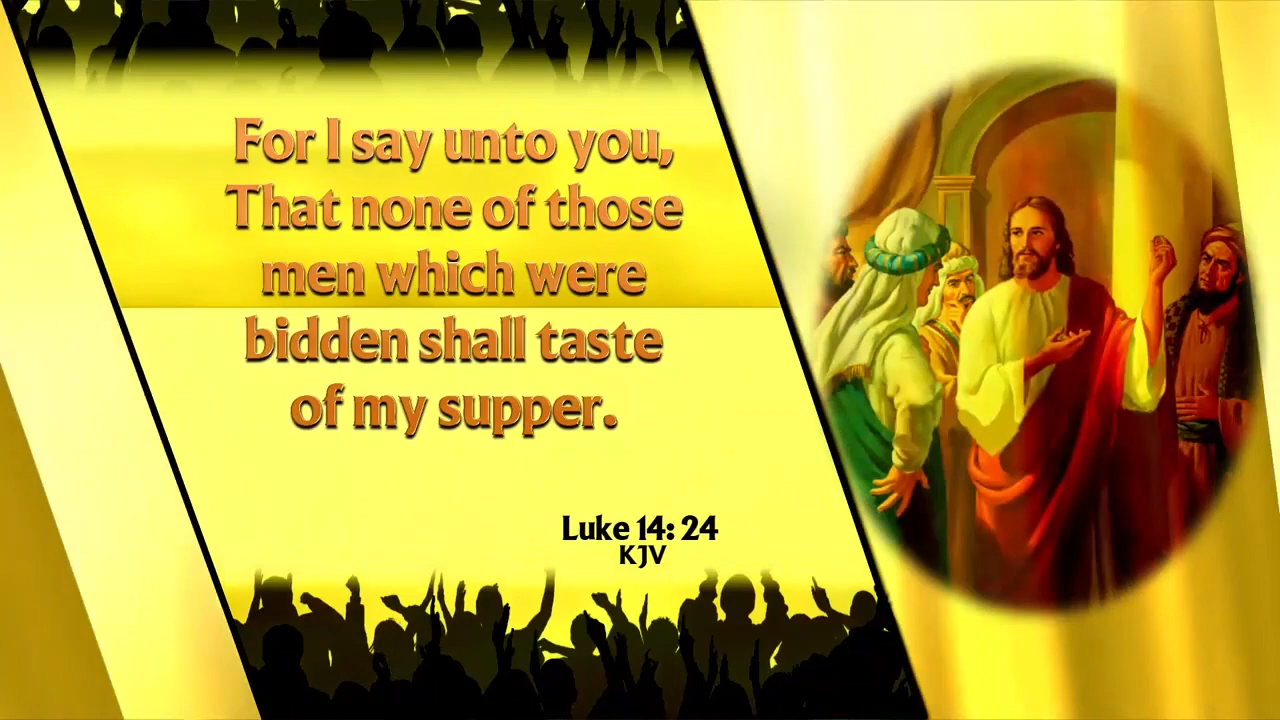 For I say unto you,
That none of those
men which were
bidden shall taste
of my supper.
Luke 14: 24
KJV